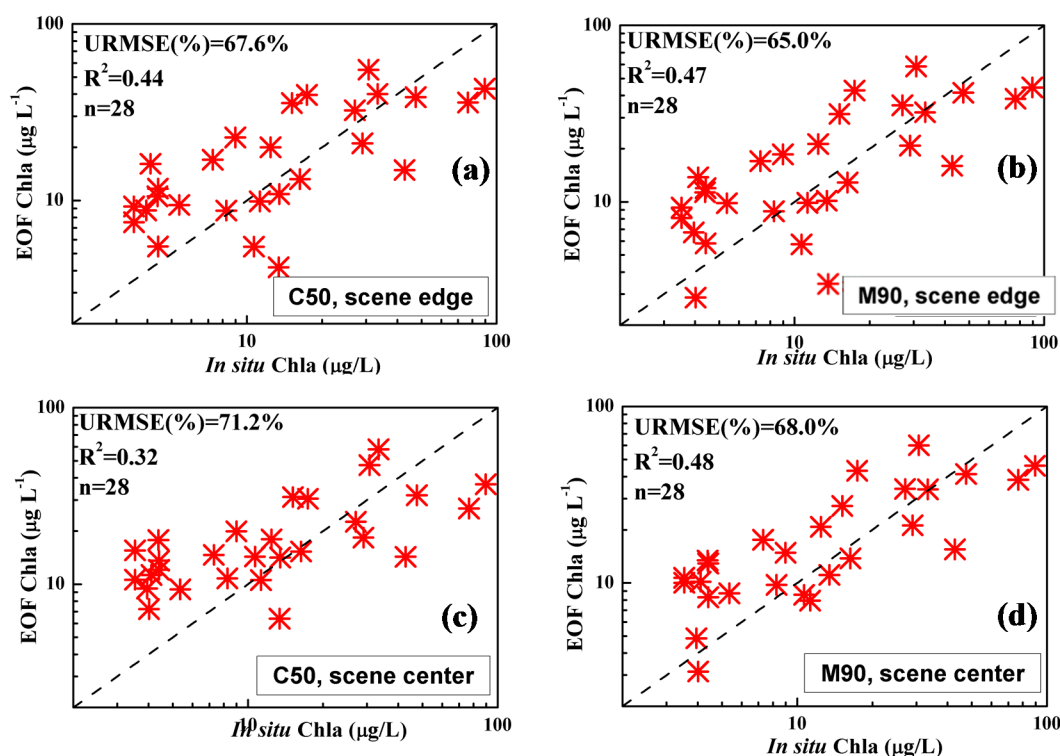 100
URMSE(%)=67.6%
R²=0.44
n=28
EOF Chla (µg L⁻¹)
10
(a)
C50, scene edge
10
100
In situ Chla (µg/L)
100
URMSE(%)=65.0%
R²=0.47
n=28
EOF Chla (µg L⁻¹)
10
(b)
M90, scene edge
10
100
In situ Chla (µg/L)
100
URMSE(%)=71.2%
R²=0.32
n=28
EOF Chla (µg L⁻¹)
10
(c)
C50, scene center
10
100
In situ Chla (µg/L)
100
URMSE(%)=68.0%
R²=0.48
n=28
EOF Chla (µg L⁻¹)
10
(d)
M90, scene center
10
100
In situ Chla (µg/L)